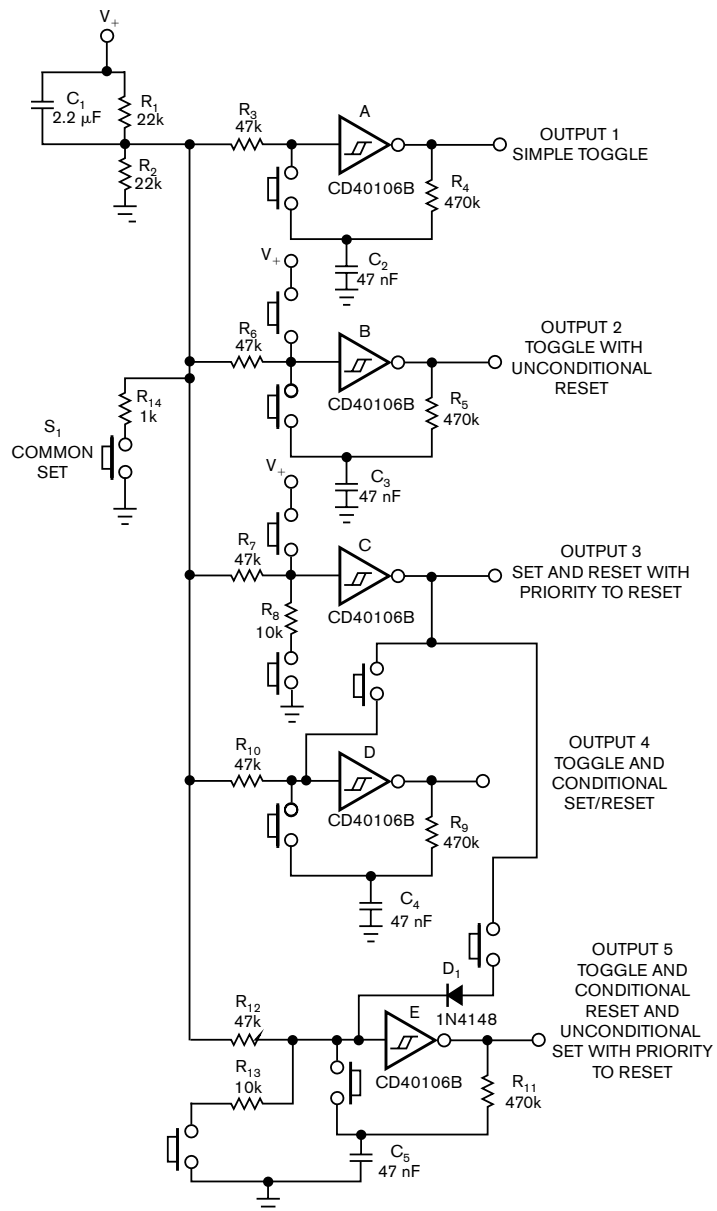 V+
C1
2.2 µF
R1
22k
R2
22k
R3
47k
A
CD40106B
R4
470k
OUTPUT 1
SIMPLE TOGGLE
C2
47 nF
V+
R6
47k
B
CD40106B
R5
470k
OUTPUT 2
TOGGLE WITH
UNCONDITIONAL
RESET
R14
1k
S1
COMMON
SET
C3
47 nF
V+
R7
47k
C
CD40106B
R8
10k
OUTPUT 3
SET AND RESET WITH
PRIORITY TO RESET
R10
47k
D
CD40106B
R9
470k
OUTPUT 4
TOGGLE AND
CONDITIONAL
SET/RESET
C4
47 nF
D1
1N4148
R12
47k
E
CD40106B
R13
10k
R11
470k
OUTPUT 5
TOGGLE AND
CONDITIONAL
RESET AND
UNCONDITIONAL
SET WITH PRIORITY
TO RESET
C5
47 nF